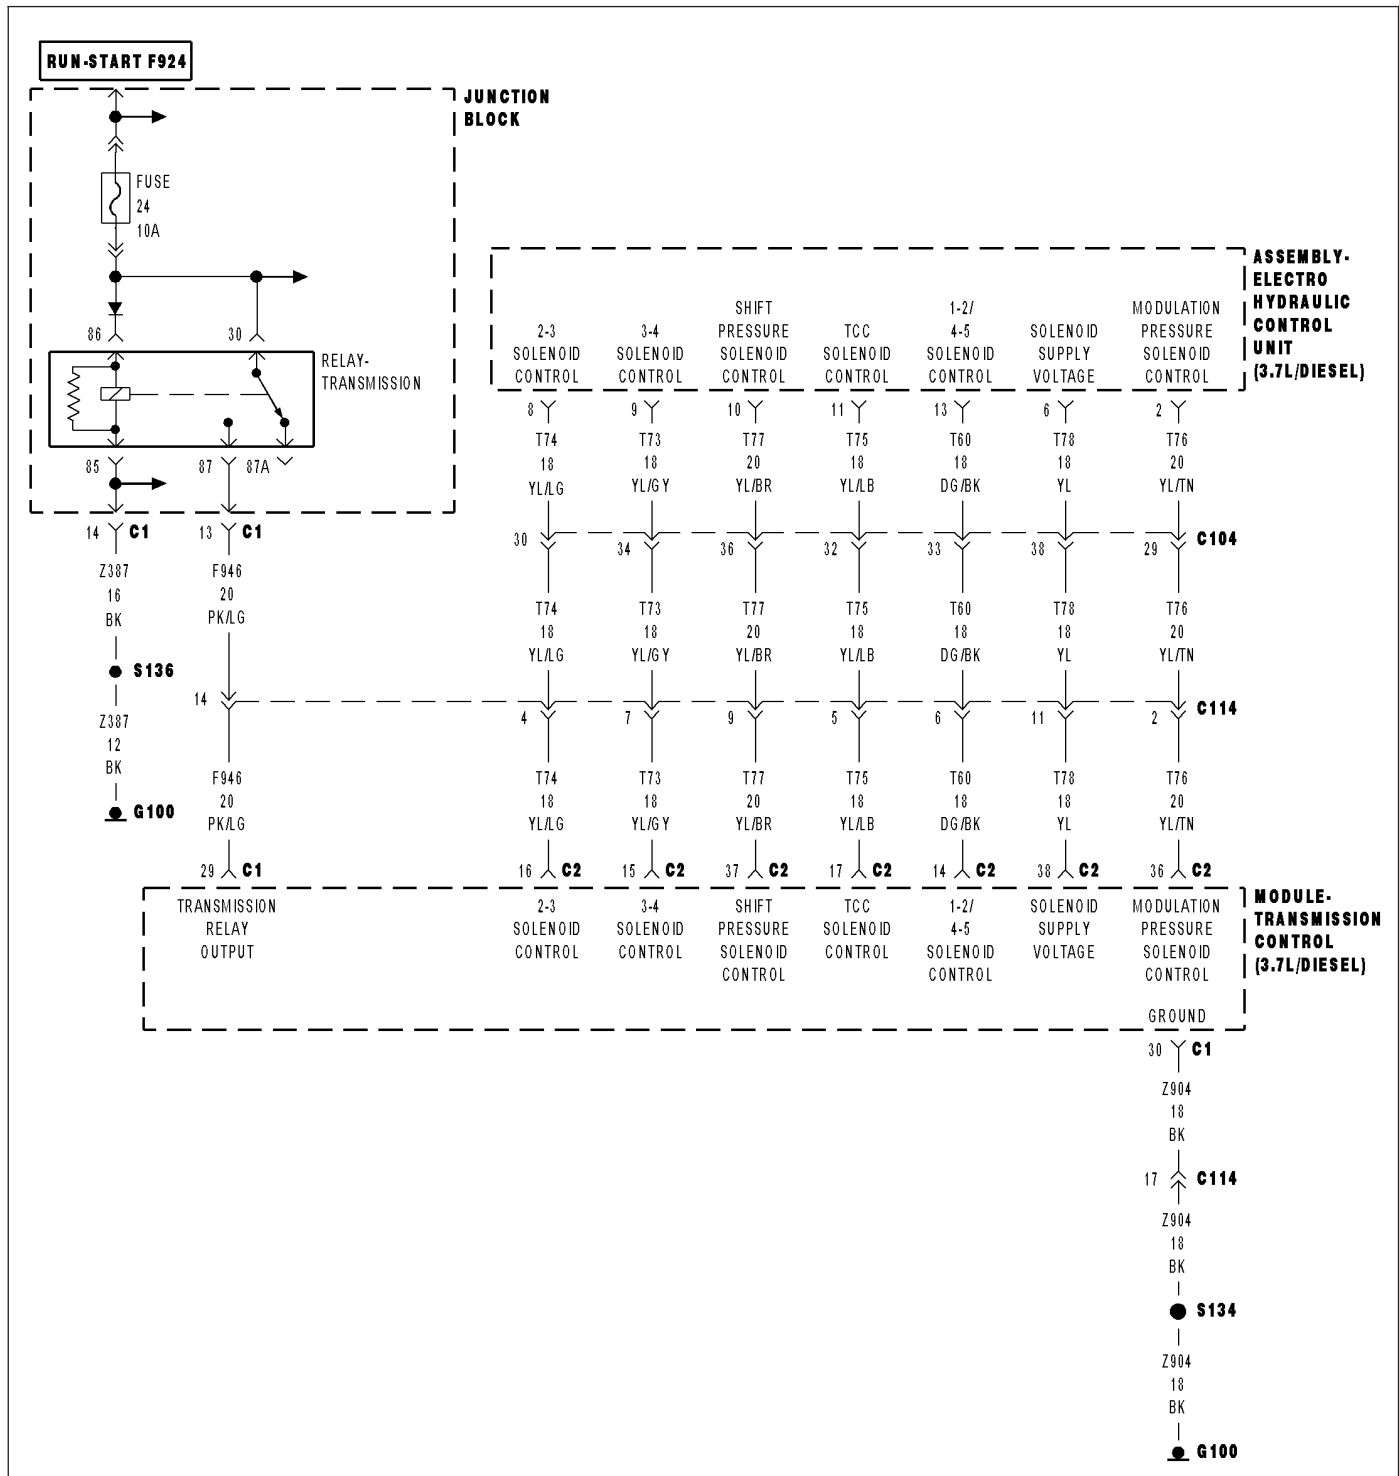 RUN-START F924
JUNCTION
BLOCK
FUSE
24
10A
86
30
RELAY-
TRANSMISSION
85
87
87A
14 C1
13 C1
Z387
16
BK
F946
20
PK/LG
S136
14
Z387
12
BK
G100
F946
20
PK/LG
29 C1
ASSEMBLY-
ELECTRO
HYDRAULIC
CONTROL
UNIT
(3.7L/DIESEL)
2-3
SOLENOID
CONTROL
3-4
SOLENOID
CONTROL
SHIFT
PRESSURE
SOLENOID
CONTROL
TCC
SOLENOID
CONTROL
1-2/
4-5
SOLENOID
CONTROL
SOLENOID
SUPPLY
VOLTAGE
MODULATION
PRESSURE
SOLENOID
CONTROL
8 9 10 11 13 6 2
T74 T73 T77 T75 T60 T78 T76
18 18 20 18 18 18 20
YL/LG YL/GY YL/BR YL/LB DG/BK YL YL/TN
30 34 36 32 33 38 29 C104
T74 T73 T77 T75 T60 T78 T76
18 18 20 18 18 18 20
YL/LG YL/GY YL/BR YL/LB DG/BK YL YL/TN
4 7 9 5 6 11 2 C114
T74 T73 T77 T75 T60 T78 T76
18 18 20 18 18 18 20
YL/LG YL/GY YL/BR YL/LB DG/BK YL YL/TN
16 C2 15 C2 37 C2 17 C2 14 C2 38 C2 36 C2
TRANSMISSION
RELAY
OUTPUT
2-3
SOLENOID
CONTROL
3-4
SOLENOID
CONTROL
SHIFT
PRESSURE
SOLENOID
CONTROL
TCC
SOLENOID
CONTROL
1-2/
4-5
SOLENOID
CONTROL
SOLENOID
SUPPLY
VOLTAGE
MODULATION
PRESSURE
SOLENOID
CONTROL
MODULE-
TRANSMISSION
CONTROL
(3.7L/DIESEL)
GROUND
30 C1
Z904
18
BK
17 C114
Z904
18
BK
S134
Z904
18
BK
G100